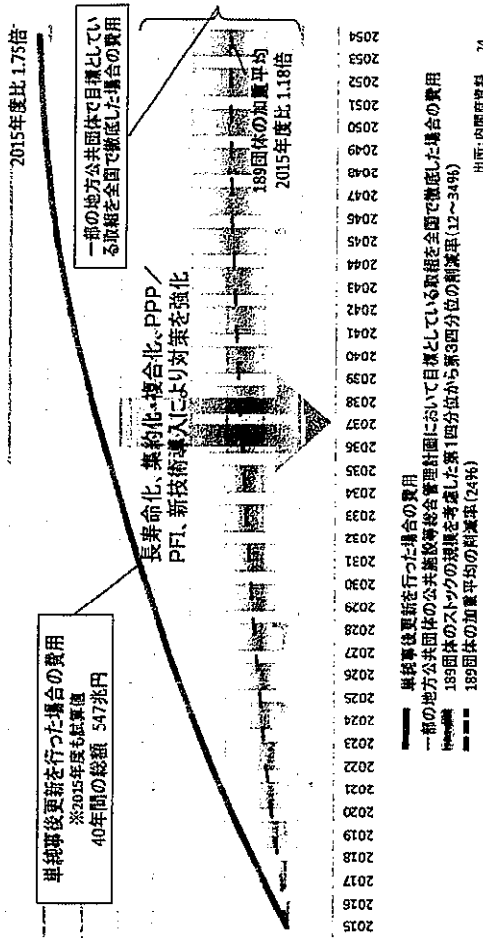 2015年度比 1.75倍
単純事後更新を行った場合の費用
※2015年度も試算値
40年間の総額 547兆円
一部の地方公共団体で目標としてい
る取組を全国で徹底した場合の費用
長寿命化、集約化・複合化、PPP／
PFI、新技術導入により対策を強化
189団体の加重平均
2015年度比 1.18倍
2015 2016 2017 2018 2019 2020 2021 2022 2023 2024 2025 2026 2027 2028 2029 2030 2031 2032 2033 2034 2035 2036 2037 2038 2039 2040 2041 2042 2043 2044 2045 2046 2047 2048 2049 2050 2051 2052 2053 2054
単純事後更新を行った場合の費用
一部の地方公共団体の公共施設等総合管理計画において目標としている取組を全国で徹底した場合の費用
189団体のストックの規模を考慮した第1四分位から第3四分位の削減率(12～34%)
189団体の加重平均の削減率(24%)
出所：内閣府資料
24